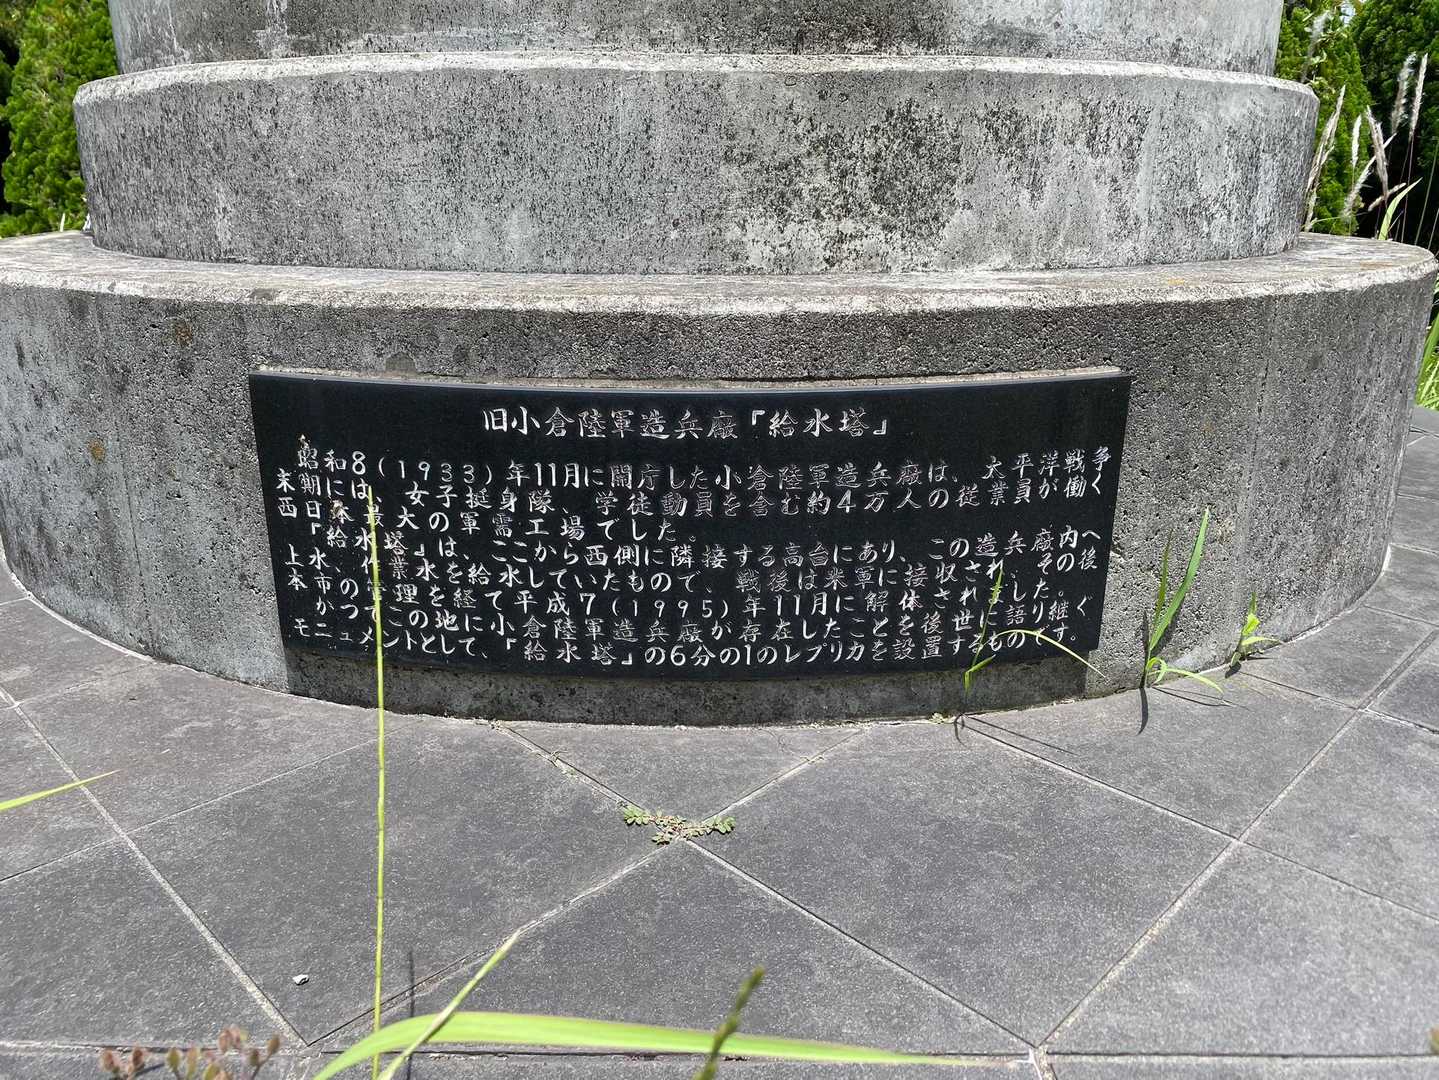 旧小倉陸軍造兵廠「給水塔」
昭和8(1933)年11月に開庁した小倉陸軍造兵廠は、太平洋戦争
末期には、女子挺身隊、学徒動員を含む約4万人の従業員が働く
西日本最大の軍需工場でした。
「給水塔」は、ここから西側に隣接する高台にあり、この造兵廠内へ
上水、作業水を給水していたもので、戦後は米軍に接収され、その後
本市の管理を経て平成7(1995)年11月に解体されました。
かつてこの地に小倉陸軍造兵廠が存在したことを後世に語り継ぐ
モニュメントとして、「給水塔」の6分の1のレプリカを設置するものです。